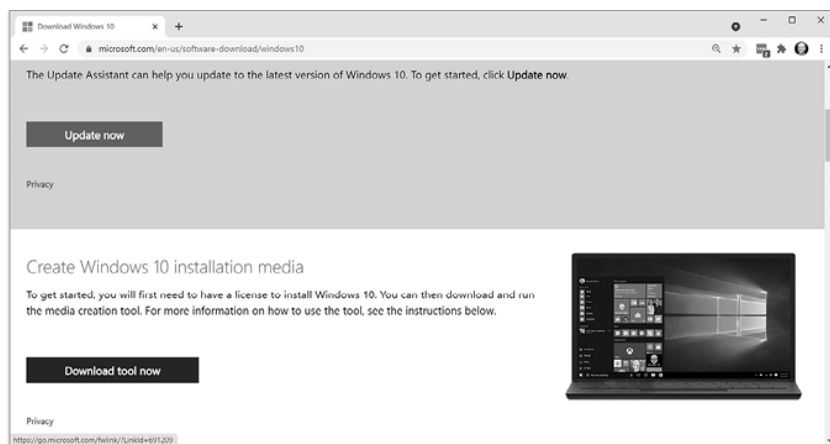 Download Windows 10
microsoft.com/en-us/software-download/windows10
The Update Assistant can help you update to the latest version of Windows 10. To get started, click Update now.
Update now
Privacy
Create Windows 10 installation media
To get started, you will first need to have a license to install Windows 10. You can then download and run
the media creation tool. For more information on how to use the tool, see the instructions below.
Download tool now
Privacy
https://go.microsoft.com/fwlink/?LinkId=691209